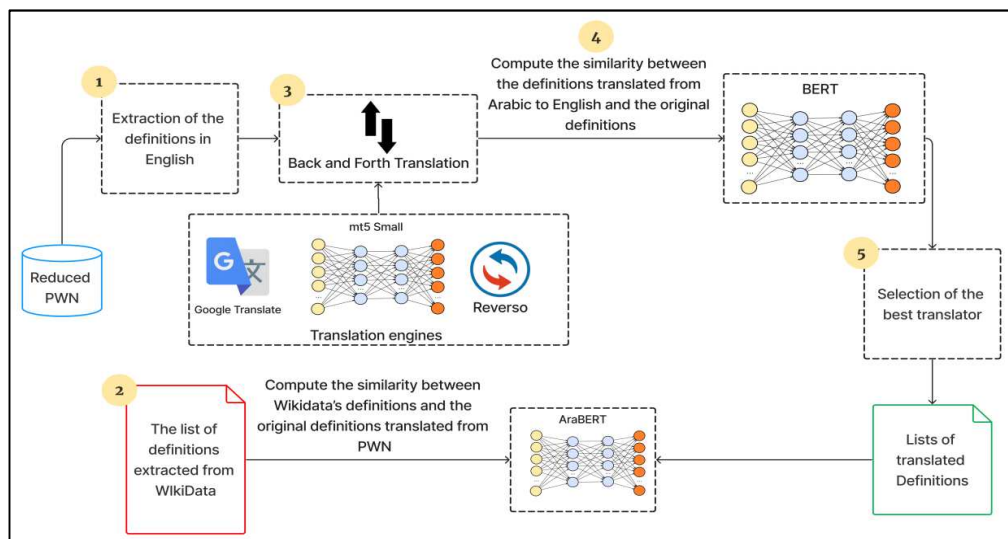 1
Extraction of the
definitions in
English
3
Back and Forth Translation
4
Compute the similarity between
the definitions translated from
Arabic to English and the original
definitions
BERT
...
...
...
...
Reduced
PWN
mt5 Small
G
文
Google Translate
...
...
...
...
Reverso
Translation engines
5
Selection of the
best translator
2
The list of
definitions
extracted from
WIkiData
Compute the similarity between
Wikidata's definitions and the
original definitions translated from
PWN
AraBERT
...
...
...
...
Lists of
translated
Definitions